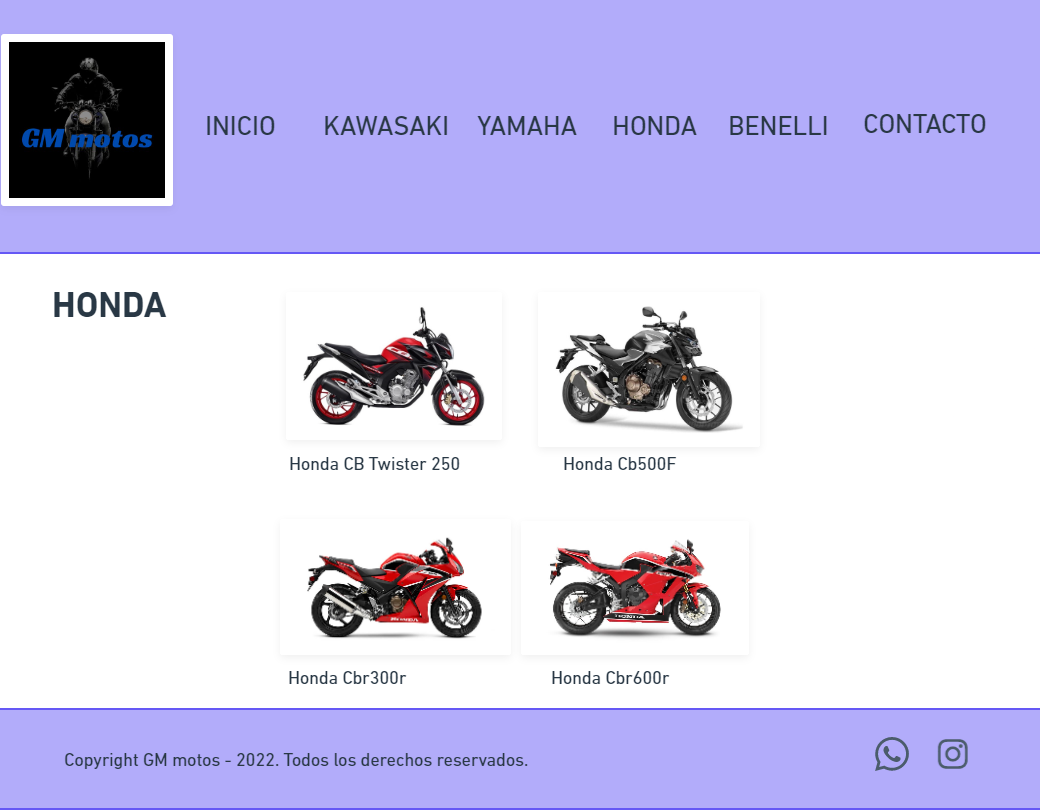 GM motos
INICIO KAWASAKI YAMAHA HONDA BENELLI CONTACTO
HONDA
Honda CB Twister 250 Honda Cb500F
Honda Cbr300r Honda Cbr600r
Copyright GM motos - 2022. Todos los derechos reservados.